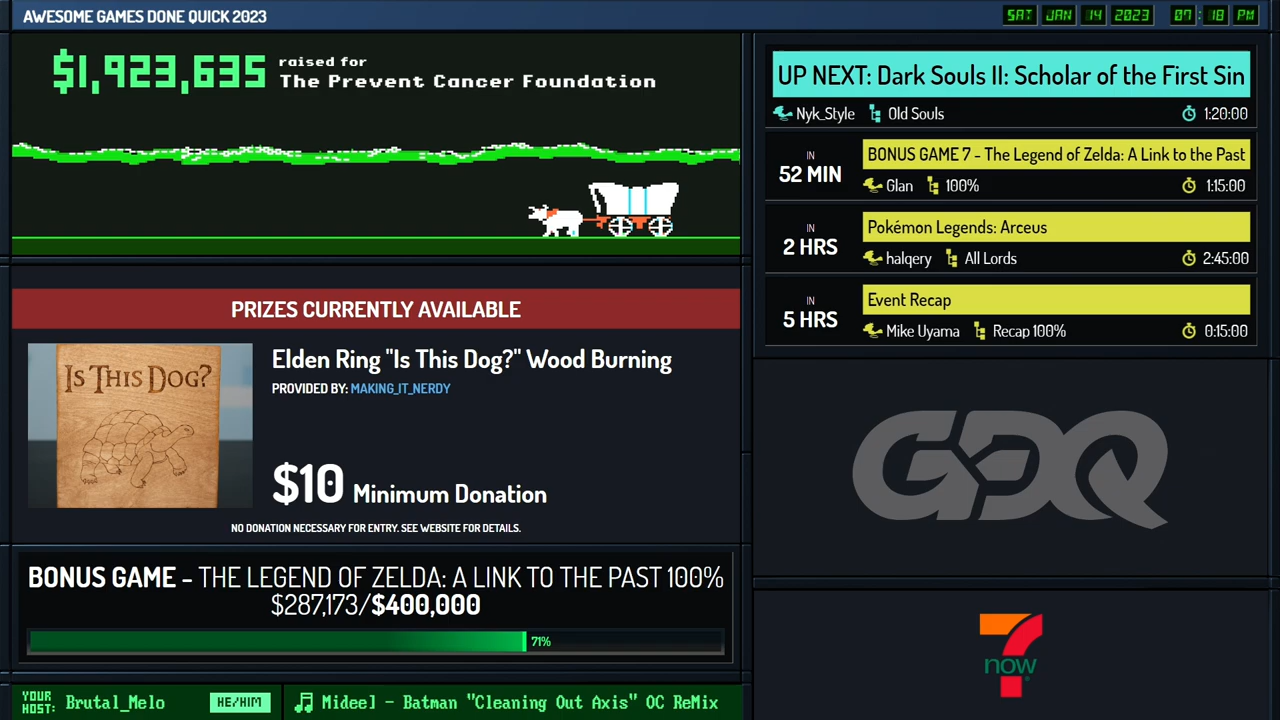 AWESOME GAMES DONE QUICK 2023
SAT JAN 14 2023 07:18 PM
$1,923,635
raised for
The Prevent Cancer Foundation
UP NEXT: Dark Souls II: Scholar of the First Sin
Nyk_Style Old Souls 1:20:00
IN
52 MIN
BONUS GAME 7 - The Legend of Zelda: A Link to the Past
Glan 100% 1:15:00
IN
2 HRS
Pokémon Legends: Arceus
halqery All Lords 2:45:00
IN
5 HRS
Event Recap
Mike Uyama Recap 100% 0:15:00
PRIZES CURRENTLY AVAILABLE
IS THIS DOG?
Elden Ring "Is This Dog?" Wood Burning
PROVIDED BY: MAKING_IT_NERDY
$10 Minimum Donation
NO DONATION NECESSARY FOR ENTRY. SEE WEBSITE FOR DETAILS.
GDQ
BONUS GAME - THE LEGEND OF ZELDA: A LINK TO THE PAST 100%
$287,173/$400,000
71%
7
now
YOUR
HOST:
Brutal_Melo HE/HIM
Mideel - Batman "Cleaning Out Axis" OC ReMix